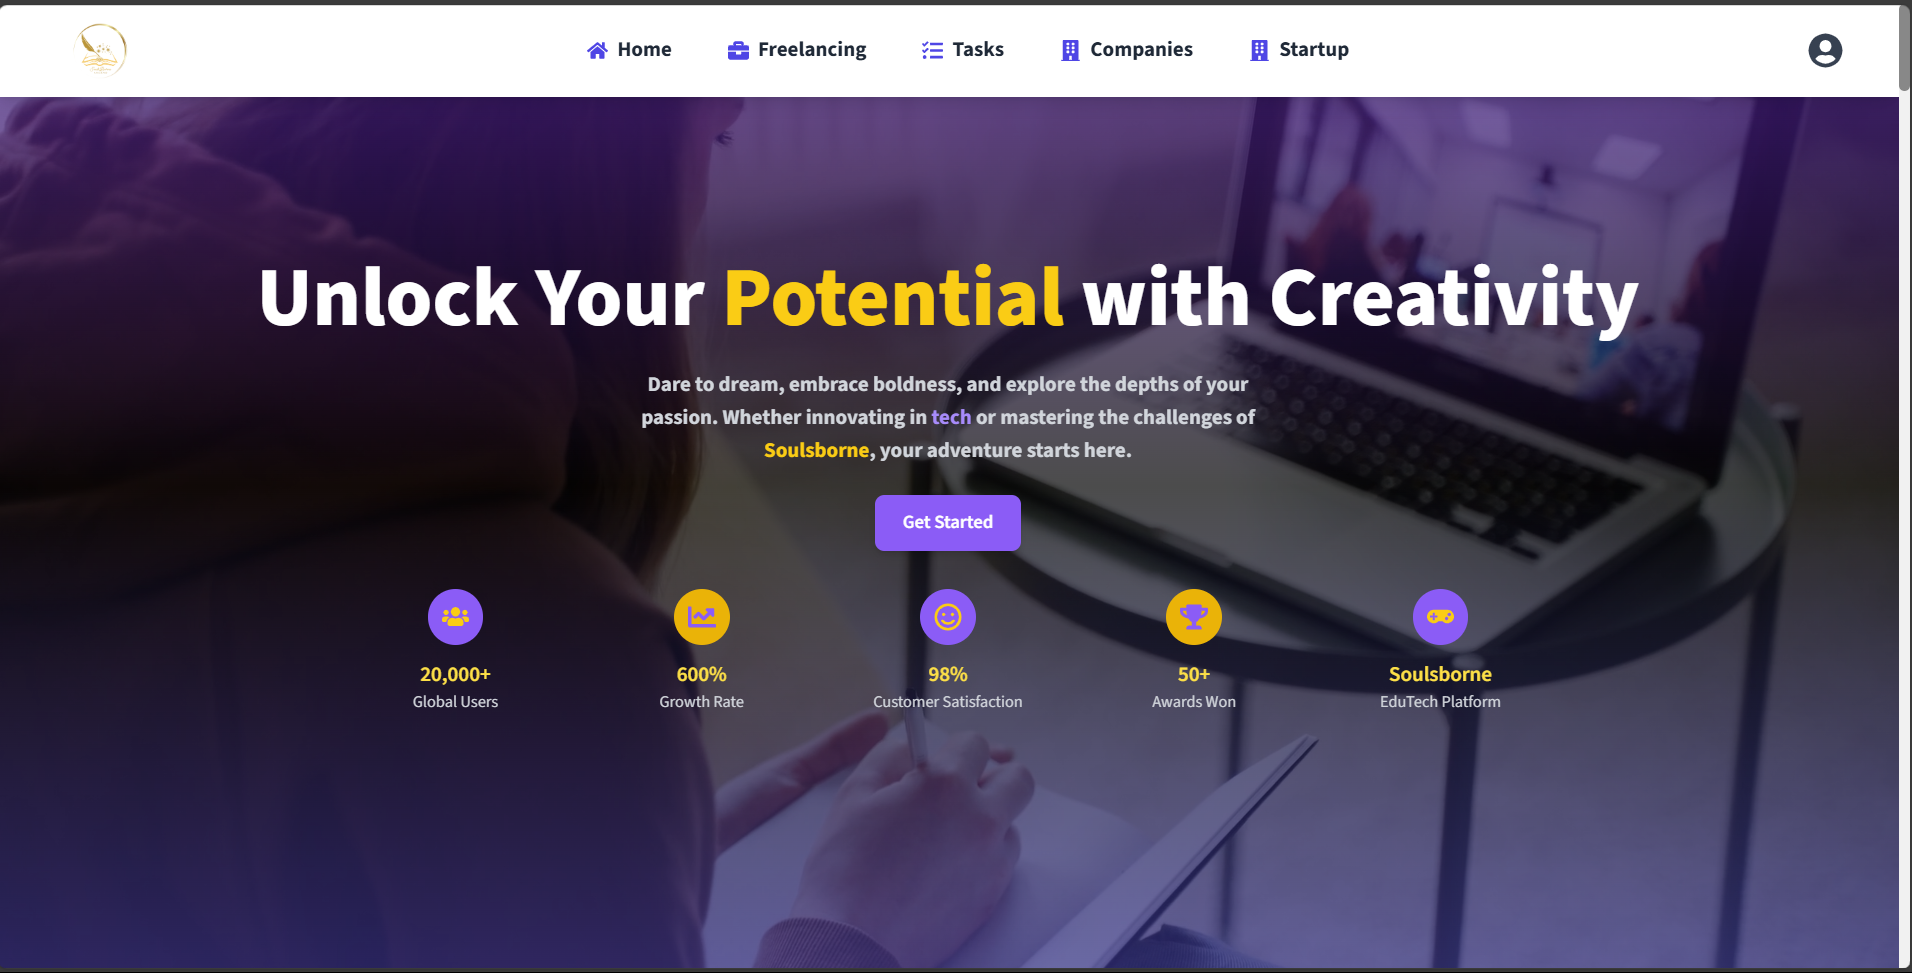 Home
Freelancing
Tasks
Companies
Startup
Unlock Your Potential with Creativity
Dare to dream, embrace boldness, and explore the depths of your
passion. Whether innovating in tech or mastering the challenges of
Soulsborne, your adventure starts here.
Get Started
20,000+
Global Users
600%
Growth Rate
98%
Customer Satisfaction
50+
Awards Won
Soulsborne
EduTech Platform